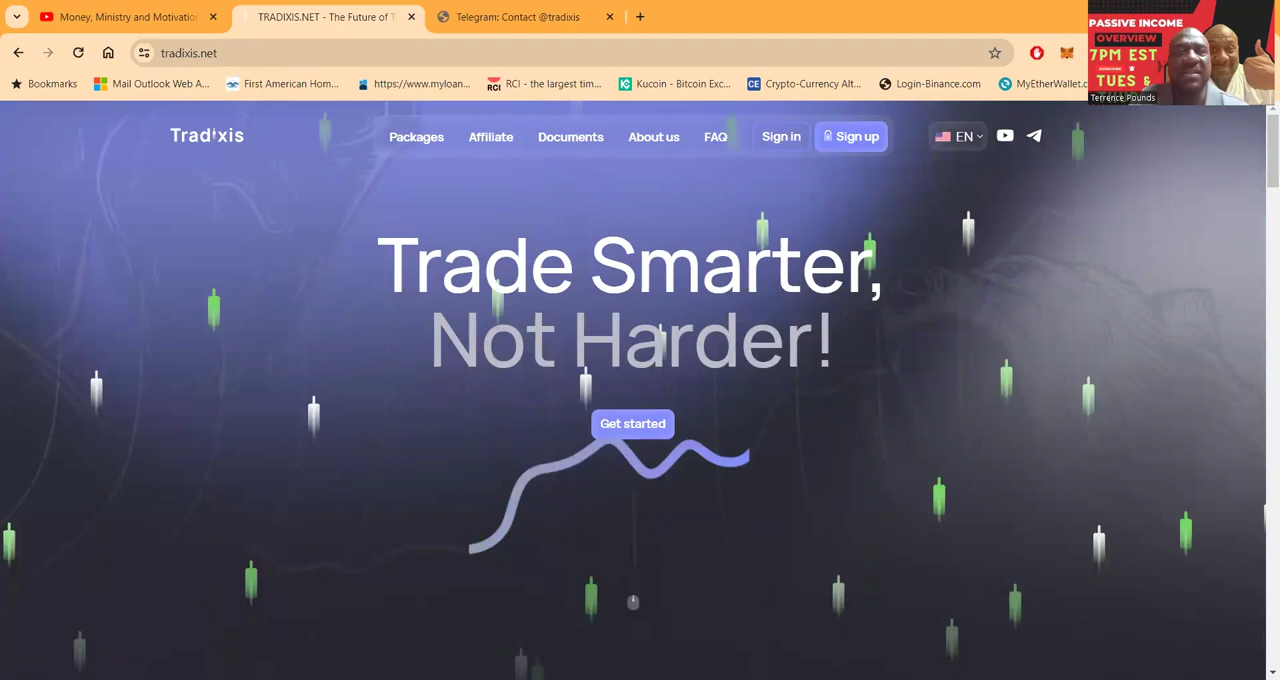 Money, Ministry and Motivation
TRADIXIS.NET - The Future of T
Telegram: Contact @tradixis
tradixis.net
Bookmarks
Mail Outlook Web A...
First American Hom...
https://www.myloan...
RCI - the largest tim...
Kucoin - Bitcoin Exc...
Crypto-Currency Alt...
Login-Binance.com
MyEtherWallet.c
PASSIVE INCOME
OVERVIEW
7PM EST
TUES &
Terrence Pounds
Tradixis
Packages
Affiliate
Documents
About us
FAQ
Sign in
Sign up
EN
Trade Smarter,
Not Harder!
Get started